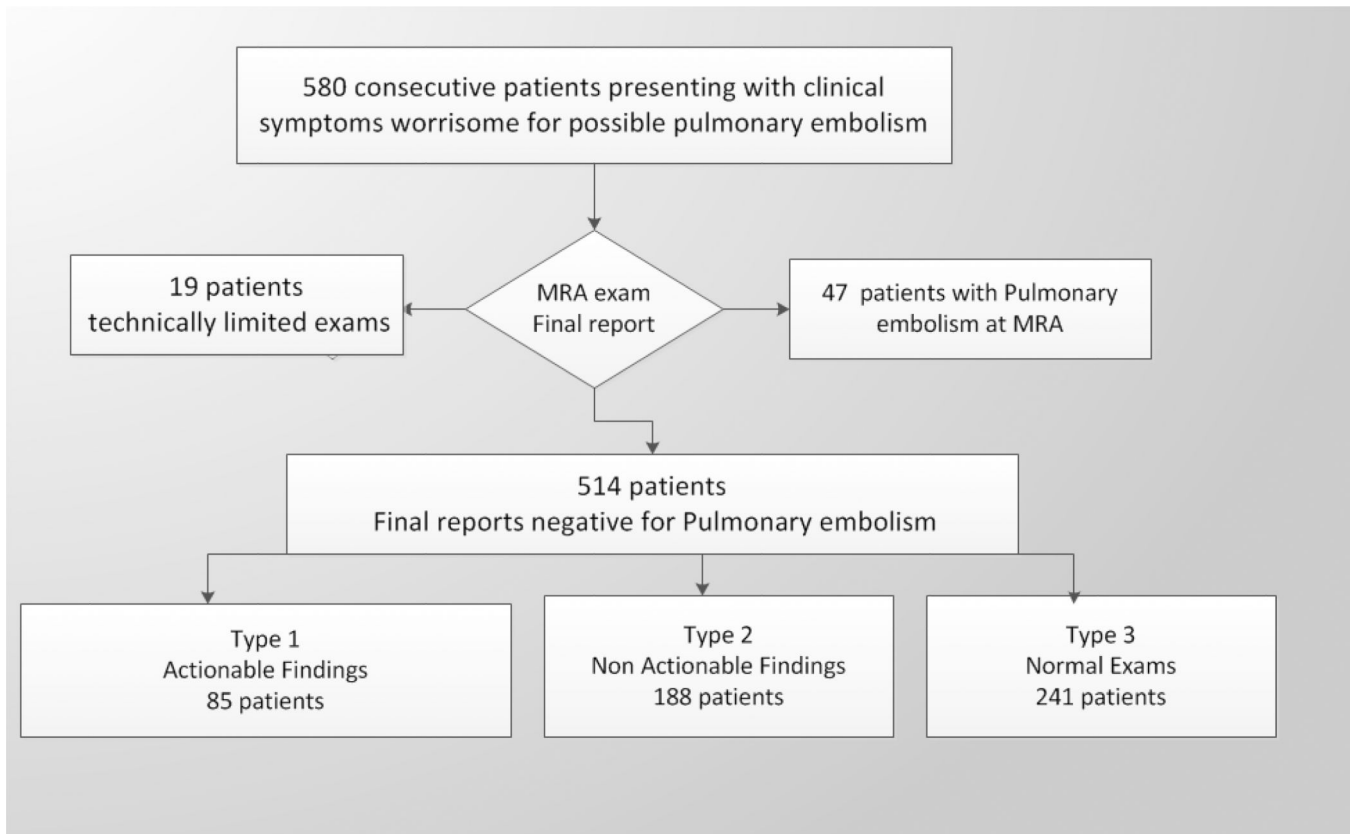 580 consecutive patients presenting with clinical
symptoms worrisome for possible pulmonary embolism
19 patients
technically limited exams
MRA exam
Final report
47 patients with Pulmonary
embolism at MRA
514 patients
Final reports negative for Pulmonary embolism
Type 1
Actionable Findings
85 patients
Type 2
Non Actionable Findings
188 patients
Type 3
Normal Exams
241 patients